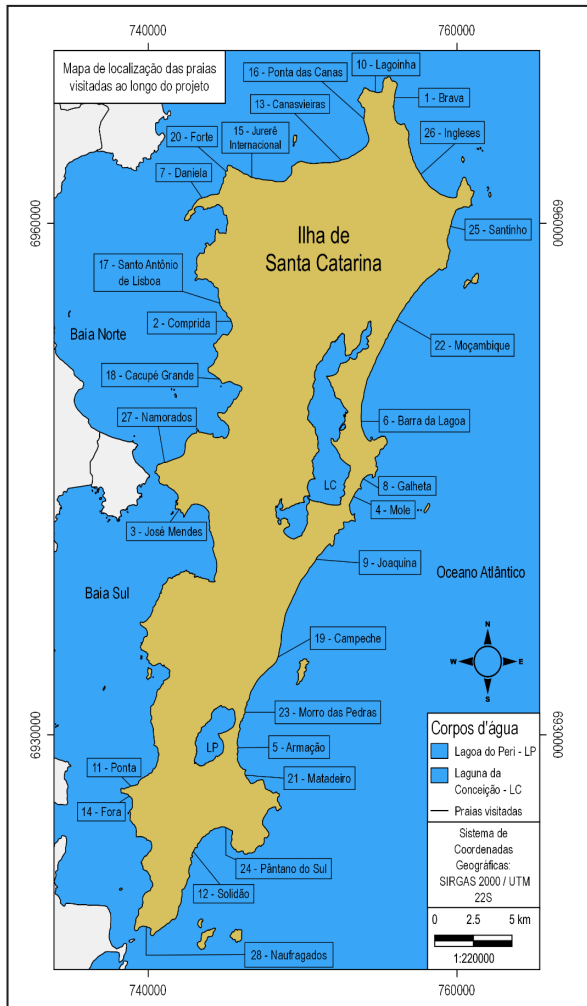 740000
760000
Mapa de localização das praias
visitadas ao longo do projeto
10 - Lagoinha
16 - Ponta das Canas
1 - Brava
13 - Canasvieiras
26 - Ingleses
15 - Jurerê
Internacional
20 - Forte
7 - Daniela
6960000
6960000
25 - Santinho
Ilha de
Santa Catarina
17 - Santo Antônio
de Lisboa
2 - Comprida
Baia Norte
22 - Moçambique
18 - Cacupé Grande
27 - Namorados
6 - Barra da Lagoa
8 - Galheta
LC
4 - Mole
3 - José Mendes
9 - Joaquina
Oceano Atlântico
Baia Sul
19 - Campeche
N
W
E
S
23 - Morro das Pedras
6930000
6930000
LP
5 - Armação
21 - Matadeiro
11 - Ponta
14 - Fora
24 - Pântano do Sul
12 - Solidão
28 - Naufragados
Corpos d'água
Lagoa do Peri - LP
Laguna da
Conceição - LC
Praias visitadas
Sistema de
Coordenadas
Geográficas:
SIRGAS 2000 / UTM
22S
0 2.5 5 km
1:220000
740000
760000